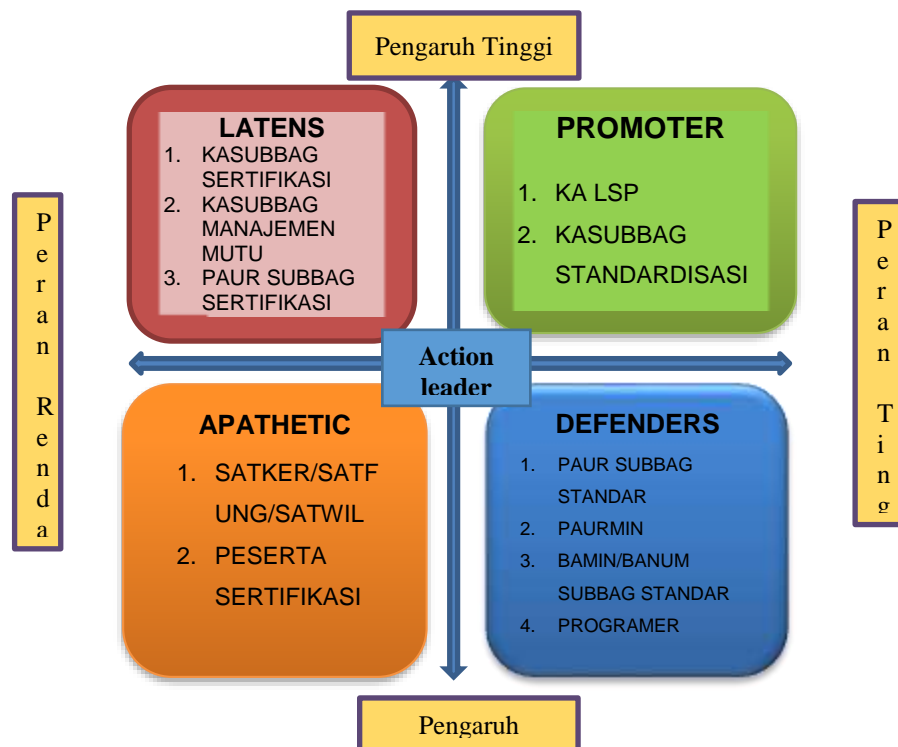 Pengaruh Tinggi
LATENS
1. KASUBBAG
SERTIFIKASI
2. KASUBBAG
MANAJEMEN
MUTU
3. PAUR SUBBAG
SERTIFIKASI
PROMOTER
1. KA LSP
2. KASUBBAG
STANDARDISASI
P
e
r
a
n
R
e
n
d
a
P
e
r
a
n
T
i
n
g
Action
leader
APATHETIC
1. SATKER/SATF
UNG/SATWIL
2. PESERTA
SERTIFIKASI
DEFENDERS
1. PAUR SUBBAG
STANDAR
2. PAURMIN
3. BAMIN/BANUM
SUBBAG STANDAR
4. PROGRAMER
Pengaruh